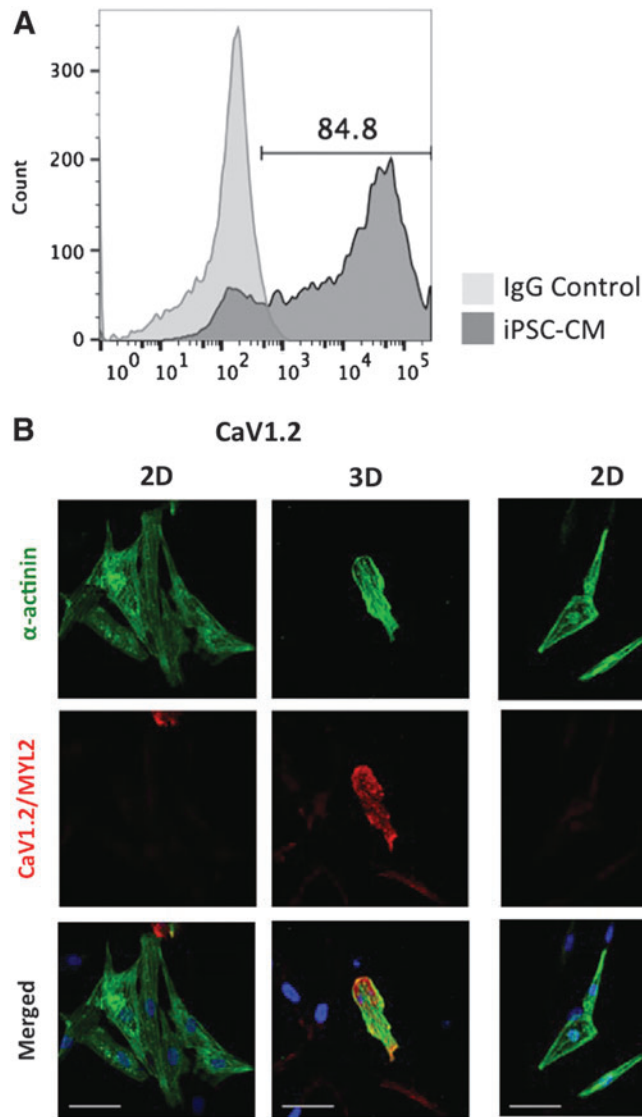 A
300
200
100
0
Count
84.8
10^0 10^1 10^2 10^3 10^4 10^5
IgG Control
iPSC-CM
B
CaV1.2
2D 3D 2D
α-actinin
CaV1.2/MYL2
Merged